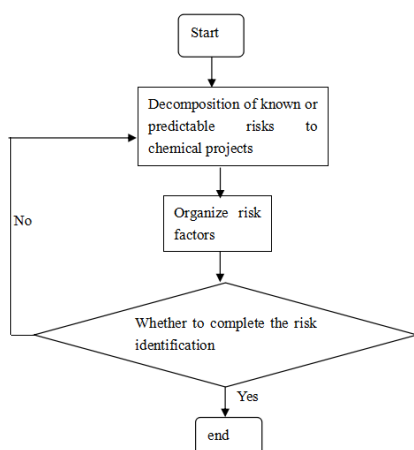 Start
Decomposition of known or
predictable risks to
chemical projects
Organize risk
factors
No
Whether to complete the risk
identification
Yes
end